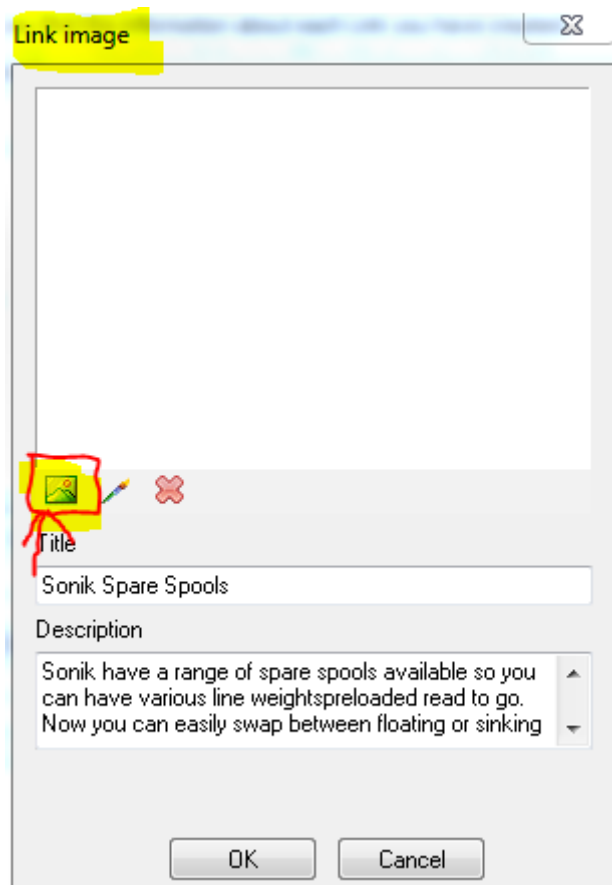 Link image
Title
Sonik Spare Spools
Description
Sonik have a range of spare spools available so you
can have various line weightspreloaded read to go.
Now you can easily swap between floating or sinking
OK
Cancel